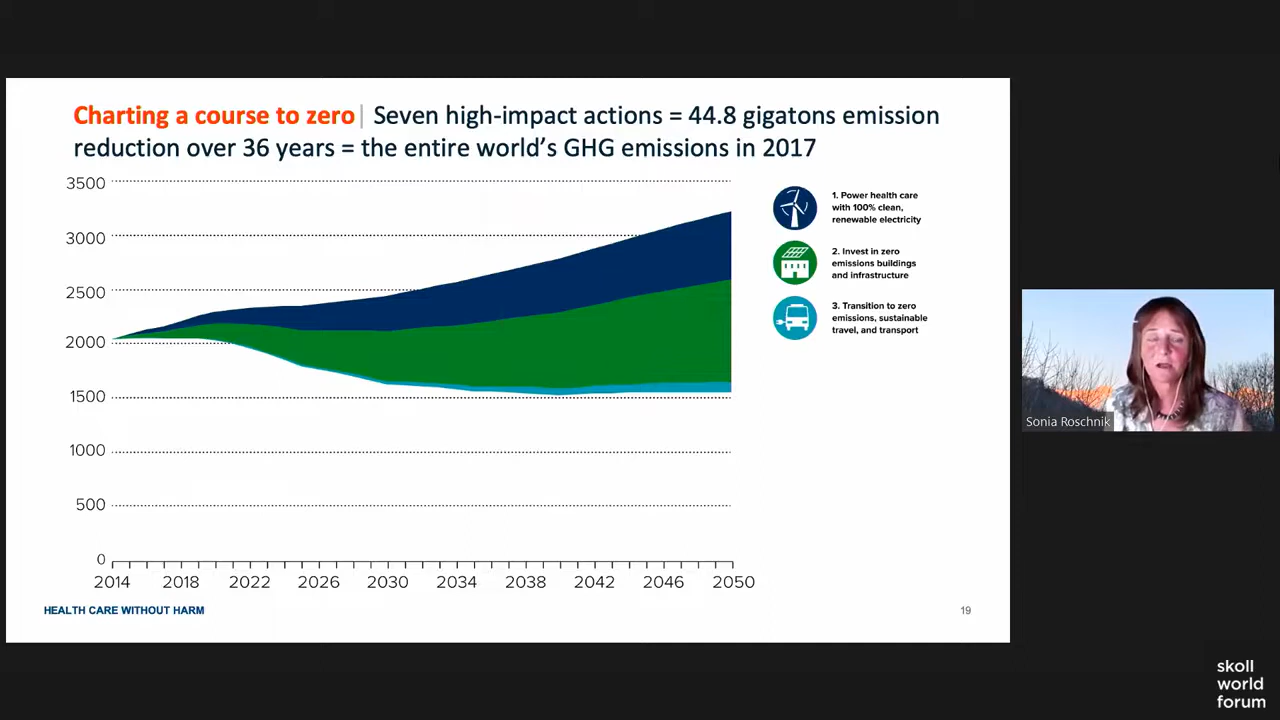 Charting a course to zero| Seven high-impact actions = 44.8 gigatons emission
reduction over 36 years = the entire world's GHG emissions in 2017
3500
3000
2500
2000
1500
1000
500
0
2014 2018 2022 2026 2030 2034 2038 2042 2046 2050
1. Power health care
with 100% clean,
renewable electricity
2. Invest in zero
emissions buildings
and infrastructure
3. Transition to zero
emissions, sustainable
travel, and transport
HEALTH CARE WITHOUT HARM
19
Sonia Roschnik
skoll
world
forum